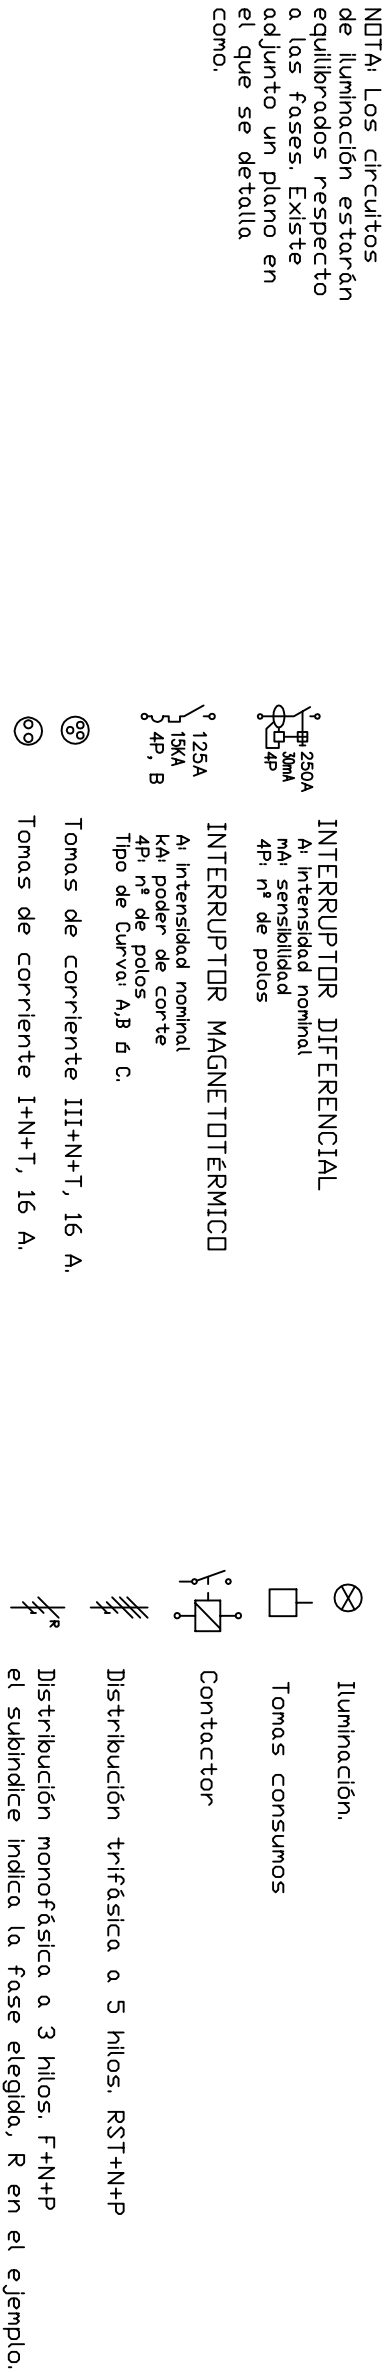 NOTA: Los circuitos
de iluminación estarán
equilibrados respecto
a las fases. Existe
adjunto un plano en
el que se detalla
como.
250A
30mA
4P
INTERRUPTOR DIFERENCIAL
A: intensidad nominal
mA: sensibilidad
4P: nº de polos
125A
15KA
4P, B
INTERRUPTOR MAGNETOTÉRMICO
A: intensidad nominal
kA: poder de corte
4P: nº de polos
Tipo de Curva: A,B ó C.
Tomas de corriente III+N+T, 16 A.
Tomas de corriente I+N+T, 16 A.
Iluminación.
Tomas consumos
Contactor
Distribución trifásica a 5 hilos. RST+N+P
R
Distribución monofásica a 3 hilos. F+N+P
el subindice indica la fase elegida, R en el ejemplo.